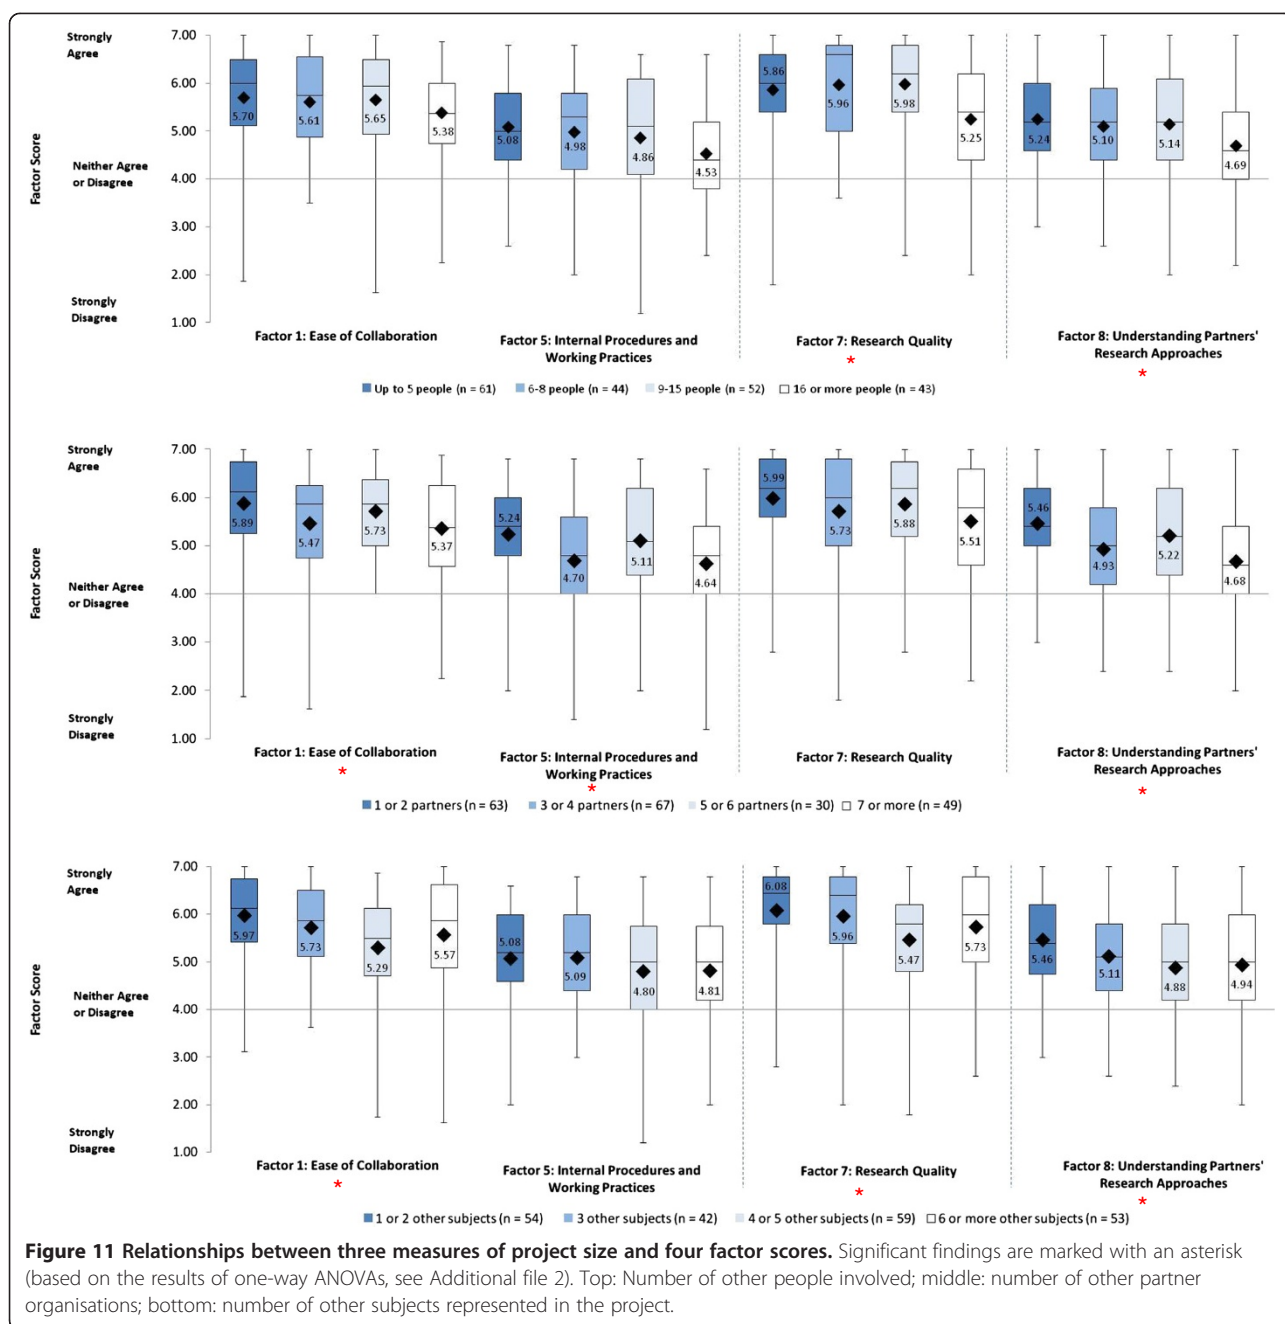 Strongly
Agree
Neither Agree
or Disagree
Strongly
Disagree
Factor Score
7.00
6.00
5.00
4.00
3.00
2.00
1.00
5.70
5.61
5.65
5.38
5.08
4.98
4.86
4.53
5.86
5.96
5.98
5.25
5.24
5.10
5.14
4.69
Factor 1: Ease of Collaboration
Factor 5: Internal Procedures and
Working Practices
Factor 7: Research Quality
*
Factor 8: Understanding Partners'
Research Approaches
*
Up to 5 people (n = 61) 6-8 people (n = 44) 9-15 people (n = 52) 16 or more people (n = 43)
Strongly
Agree
Neither Agree
or Disagree
Strongly
Disagree
Factor Score
7.00
6.00
5.00
4.00
3.00
2.00
1.00
5.89
5.47
5.73
5.37
5.24
4.70
5.11
4.64
5.99
5.73
5.88
5.51
5.46
4.93
5.22
4.68
Factor 1: Ease of Collaboration
*
Factor 5: Internal Procedures and
Working Practices
*
Factor 7: Research Quality
Factor 8: Understanding Partners'
Research Approaches
*
1 or 2 partners (n = 63) 3 or 4 partners (n = 67) 5 or 6 partners (n = 30) 7 or more (n = 49)
Strongly
Agree
Neither Agree
or Disagree
Strongly
Disagree
Factor Score
7.00
6.00
5.00
4.00
3.00
2.00
1.00
5.97
5.73
5.29
5.57
5.08
5.09
4.80
4.81
6.08
5.96
5.47
5.73
5.46
5.11
4.88
4.94
Factor 1: Ease of Collaboration
*
Factor 5: Internal Procedures and
Working Practices
Factor 7: Research Quality
*
Factor 8: Understanding Partners'
Research Approaches
*
1 or 2 other subjects (n = 54) 3 other subjects (n = 42) 4 or 5 other subjects (n = 59) 6 or more other subjects (n = 53)
Figure 11 Relationships between three measures of project size and four factor scores. Significant findings are marked with an asterisk
(based on the results of one-way ANOVAs, see Additional file 2). Top: Number of other people involved; middle: number of other partner
organisations; bottom: number of other subjects represented in the project.